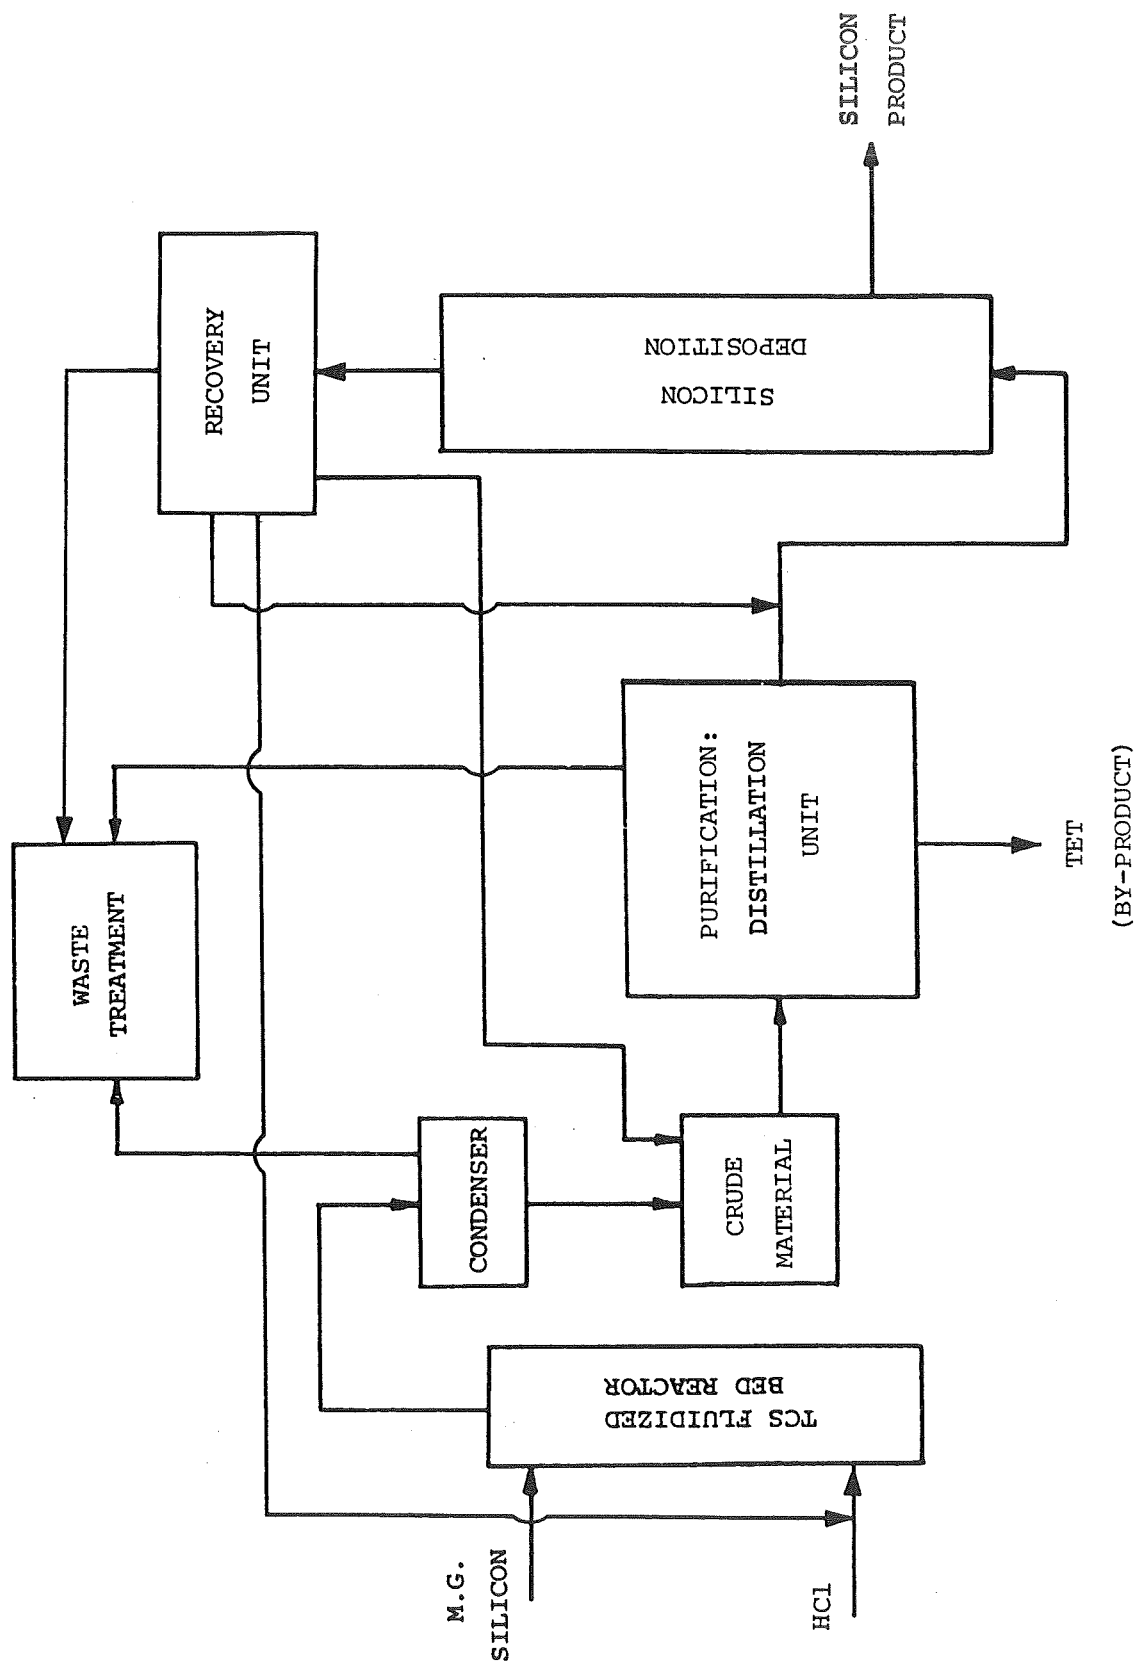 WASTE
TREATMENT
RECOVERY
UNIT
CONDENSER
M.G.
SILICON
HCl
TCS FLUIDIZED
BED REACTOR
CRUDE
MATERIAL
PURIFICATION:
DISTILLATION
UNIT
SILICON
DEPOSITION
SILICON
PRODUCT
TET
(BY-PRODUCT)